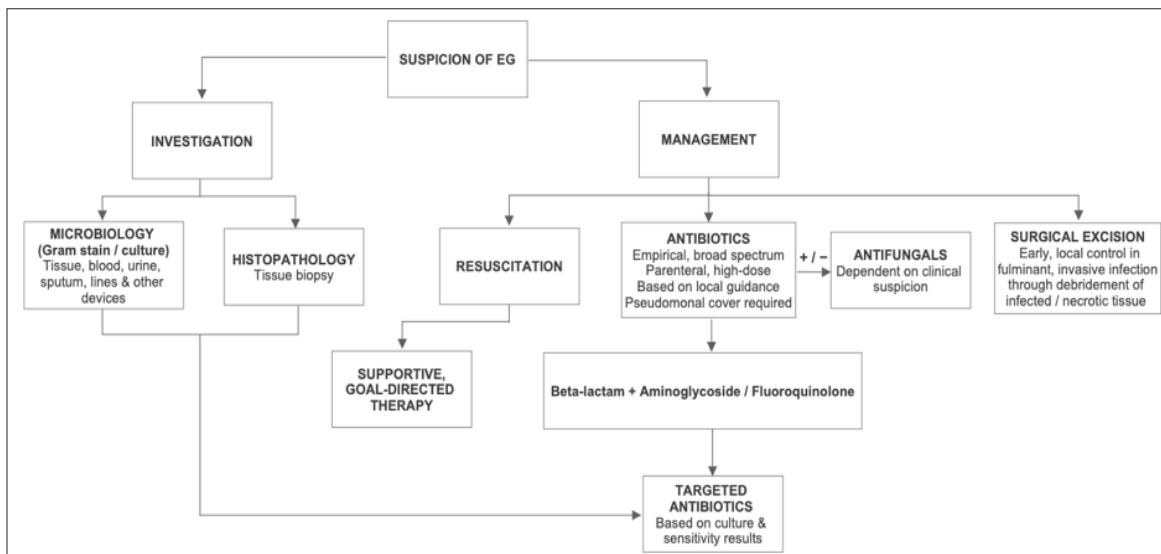 SUSPICION OF EG
INVESTIGATION
MANAGEMENT
MICROBIOLOGY
(Gram stain / culture)
Tissue, blood, urine,
sputum, lines & other
devices
HISTOPATHOLOGY
Tissue biopsy
RESUSCITATION
ANTIBIOTICS
Empirical, broad spectrum
Parenteral, high-dose
Based on local guidance
Pseudomonal cover required
+ / –
ANTIFUNGALS
Dependent on clinical
suspicion
SURGICAL EXCISION
Early, local control in
fulminant, invasive infection
through debridement of
infected / necrotic tissue
SUPPORTIVE,
GOAL-DIRECTED
THERAPY
Beta-lactam + Aminoglycoside / Fluoroquinolone
TARGETED
ANTIBIOTICS
Based on culture &
sensitivity results